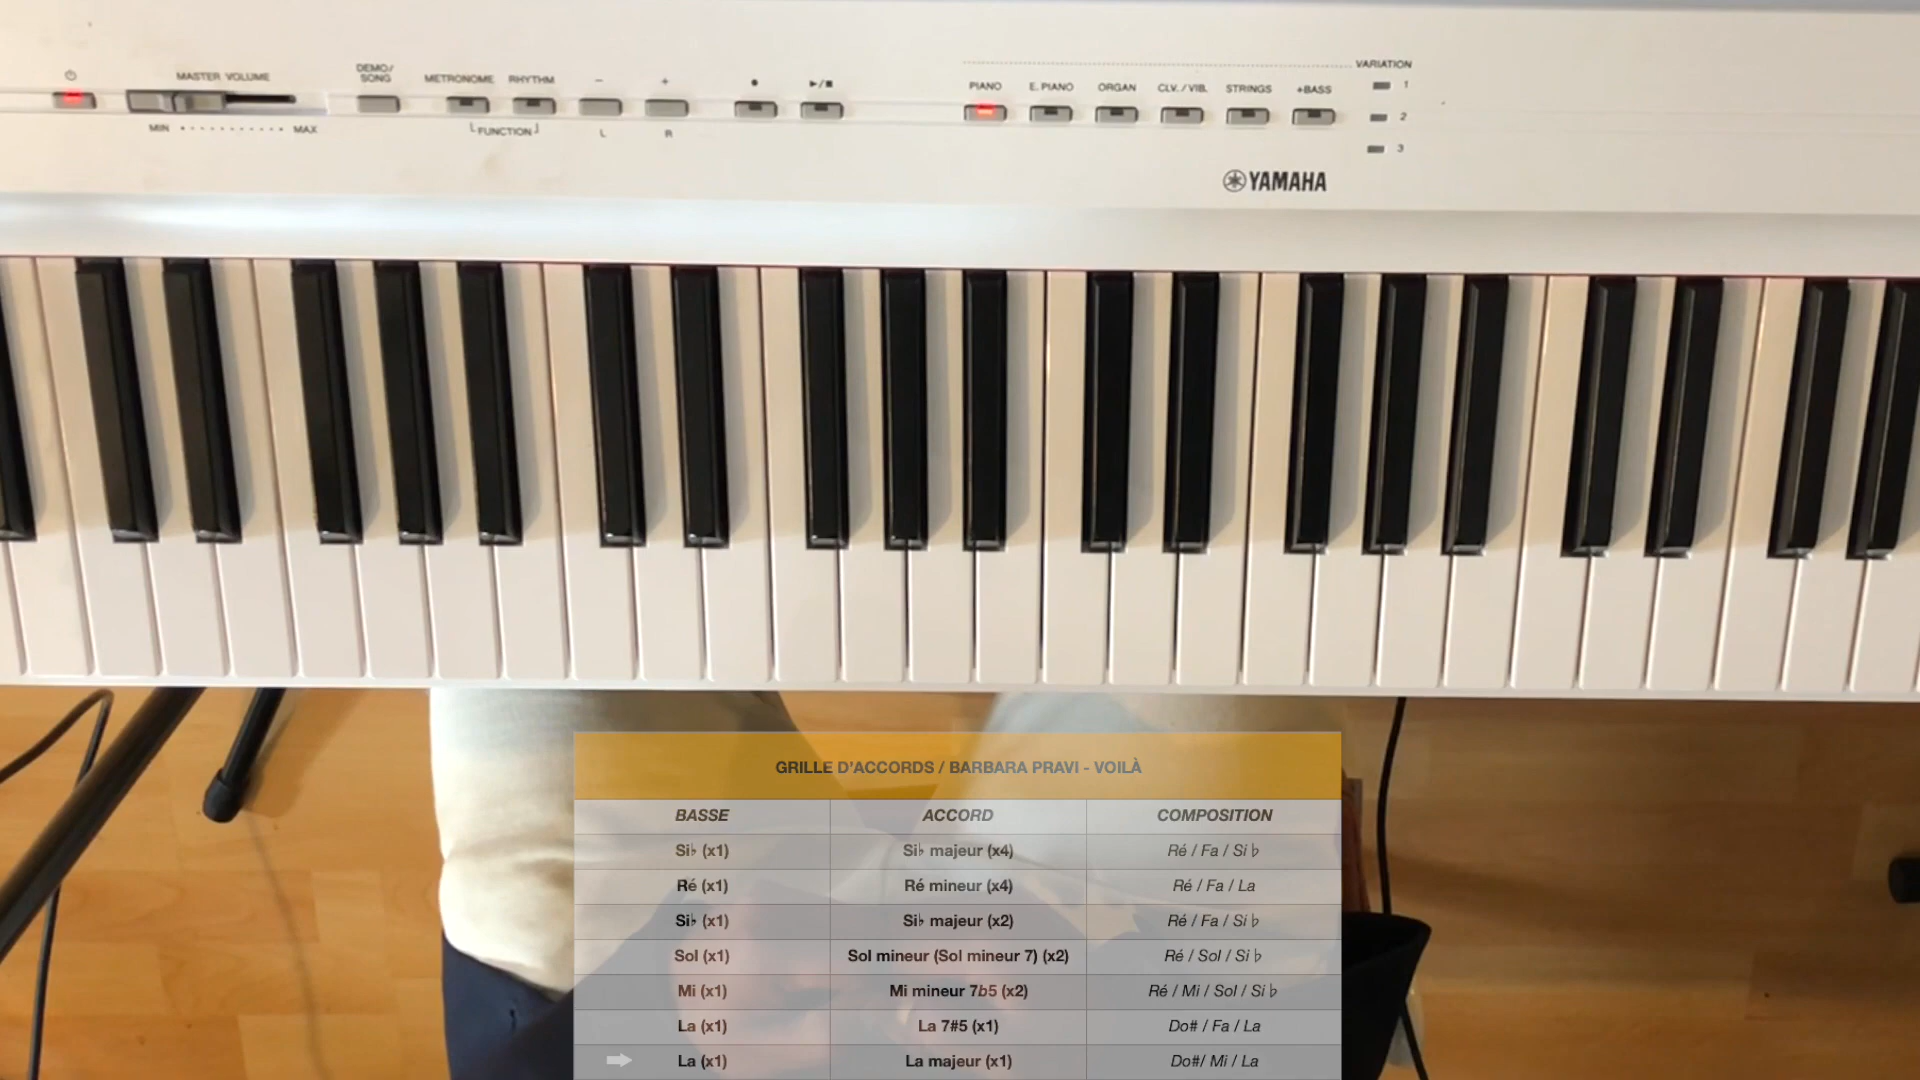 DEMO/
SONG
MASTER VOLUME
METRONOME
RHYTHM
−
+
MIN
MAX
FUNCTION
L
R
PIANO
E. PIANO
ORGAN
CLV. / VIB.
STRINGS
+BASS
VARIATION
1
2
3
YAMAHA
GRILLE D'ACCORDS / BARBARA PRAVI - VOILÀ
BASSE ACCORD COMPOSITION
Si♭ (x1) Si♭ majeur (x4) Ré / Fa / Si ♭
Ré (x1) Ré mineur (x4) Ré / Fa / La
Si♭ (x1) Si♭ majeur (x2) Ré / Fa / Si ♭
Sol (x1) Sol mineur (Sol mineur 7) (x2) Ré / Sol / Si ♭
Mi (x1) Mi mineur 7b5 (x2) Ré / Mi / Sol / Si ♭
La (x1) La 7#5 (x1) Do# / Fa / La
La (x1) La majeur (x1) Do#/ Mi / La